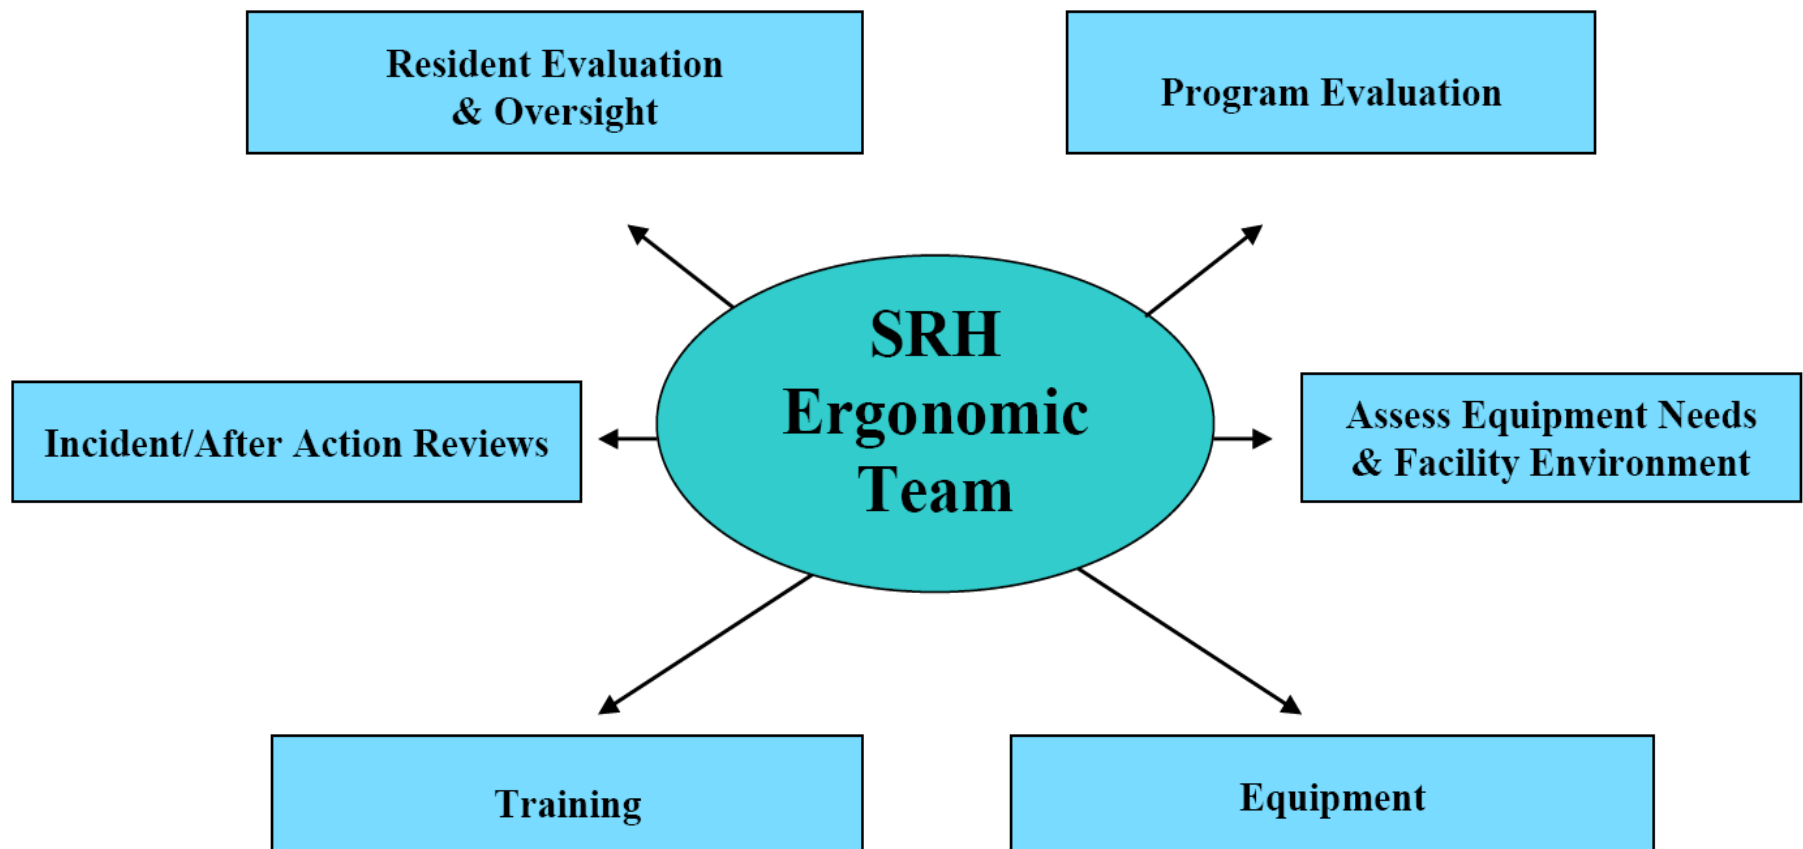 Resident Evaluation
& Oversight
Program Evaluation
SRH
Ergonomic
Team
Incident/After Action Reviews
Assess Equipment Needs
& Facility Environment
Training
Equipment